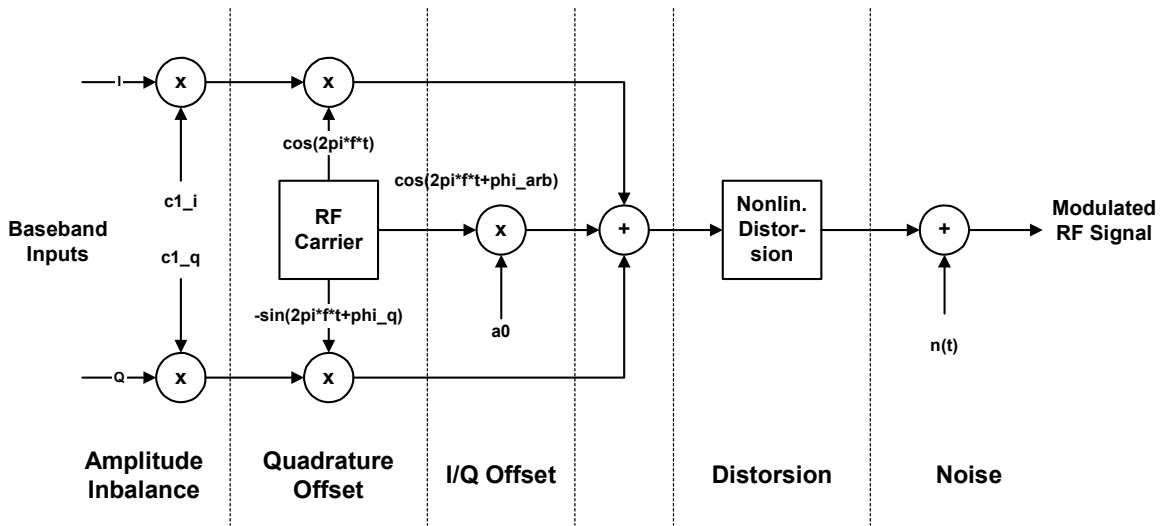 I
x
x
cos(2pi*f*t)
cos(2pi*f*t+phi_arb)
c1_i
Baseband
Inputs
RF
Carrier
x
+
Nonlin.
Distor-
sion
+
Modulated
RF Signal
c1_q
-sin(2pi*f*t+phi_q)
a0
n(t)
Q
x
x
Amplitude
Inbalance
Quadrature
Offset
I/Q Offset
Distorsion
Noise